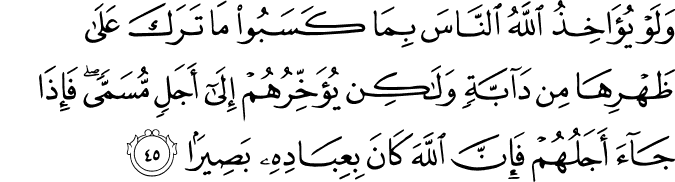 وَلَوْ يُؤَاخِذُ ٱللَّهُ ٱلنَّاسَ بِمَا كَسَبُوا۟ مَا تَرَكَ عَلَىٰ
ظَهْرِهَا مِن دَآبَّةٍ وَلَـٰكِن يُؤَخِّرُهُمْ إِلَىٰٓ أَجَلٍ مُّسَمًّى ۖ فَإِذَا
جَآءَ أَجَلُهُمْ فَإِنَّ ٱللَّهَ كَانَ بِعِبَادِهِۦ بَصِيرًۢا ٤٥